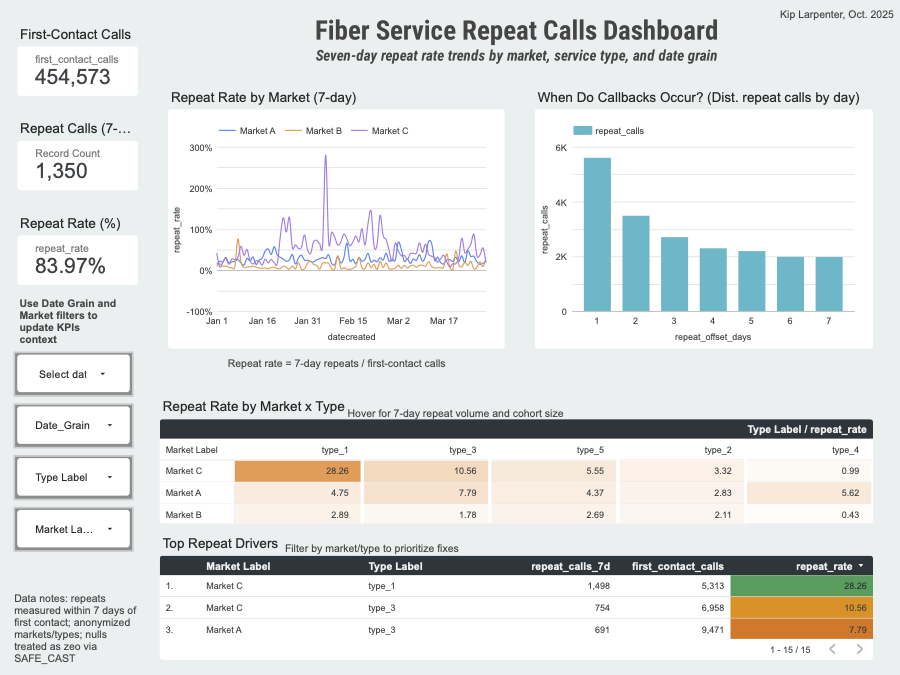 Kip Larpenter, Oct. 2025
Fiber Service Repeat Calls Dashboard
Seven-day repeat rate trends by market, service type, and date grain
First-Contact Calls
first_contact_calls
454,573
Repeat Calls (7-...
Record Count
1,350
Repeat Rate (%)
repeat_rate
83.97%
Use Date Grain and
Market filters to
update KPIs
context
Select dat
Date_Grain
Type Label
Market La...
Data notes: repeats
measured within 7 days of
first contact; anonymized
markets/types; nulls
treated as zeo via
SAFE_CAST
Repeat Rate by Market (7-day)
Market A Market B Market C
300%
200%
100%
0%
-100%
repeat_rate
Jan 1 Jan 16 Jan 31 Feb 15 Mar 2 Mar 17
datecreated
Repeat rate = 7-day repeats / first-contact calls
When Do Callbacks Occur? (Dist. repeat calls by day)
repeat_calls
6K
4K
2K
0
repeat_calls
1 2 3 4 5 6 7
repeat_offset_days
Repeat Rate by Market x Type Hover for 7-day repeat volume and cohort size
Type Label / repeat_rate
Market Label type_1 type_3 type_5 type_2 type_4
Market C 28.26 10.56 5.55 3.32 0.99
Market A 4.75 7.79 4.37 2.83 5.62
Market B 2.89 1.78 2.69 2.11 0.43
Top Repeat Drivers Filter by market/type to prioritize fixes
Market Label Type Label repeat_calls_7d first_contact_calls repeat_rate
1. Market C type_1 1,498 5,313 28.26
2. Market C type_3 754 6,958 10.56
3. Market A type_3 691 9,471 7.79
1 - 15 / 15